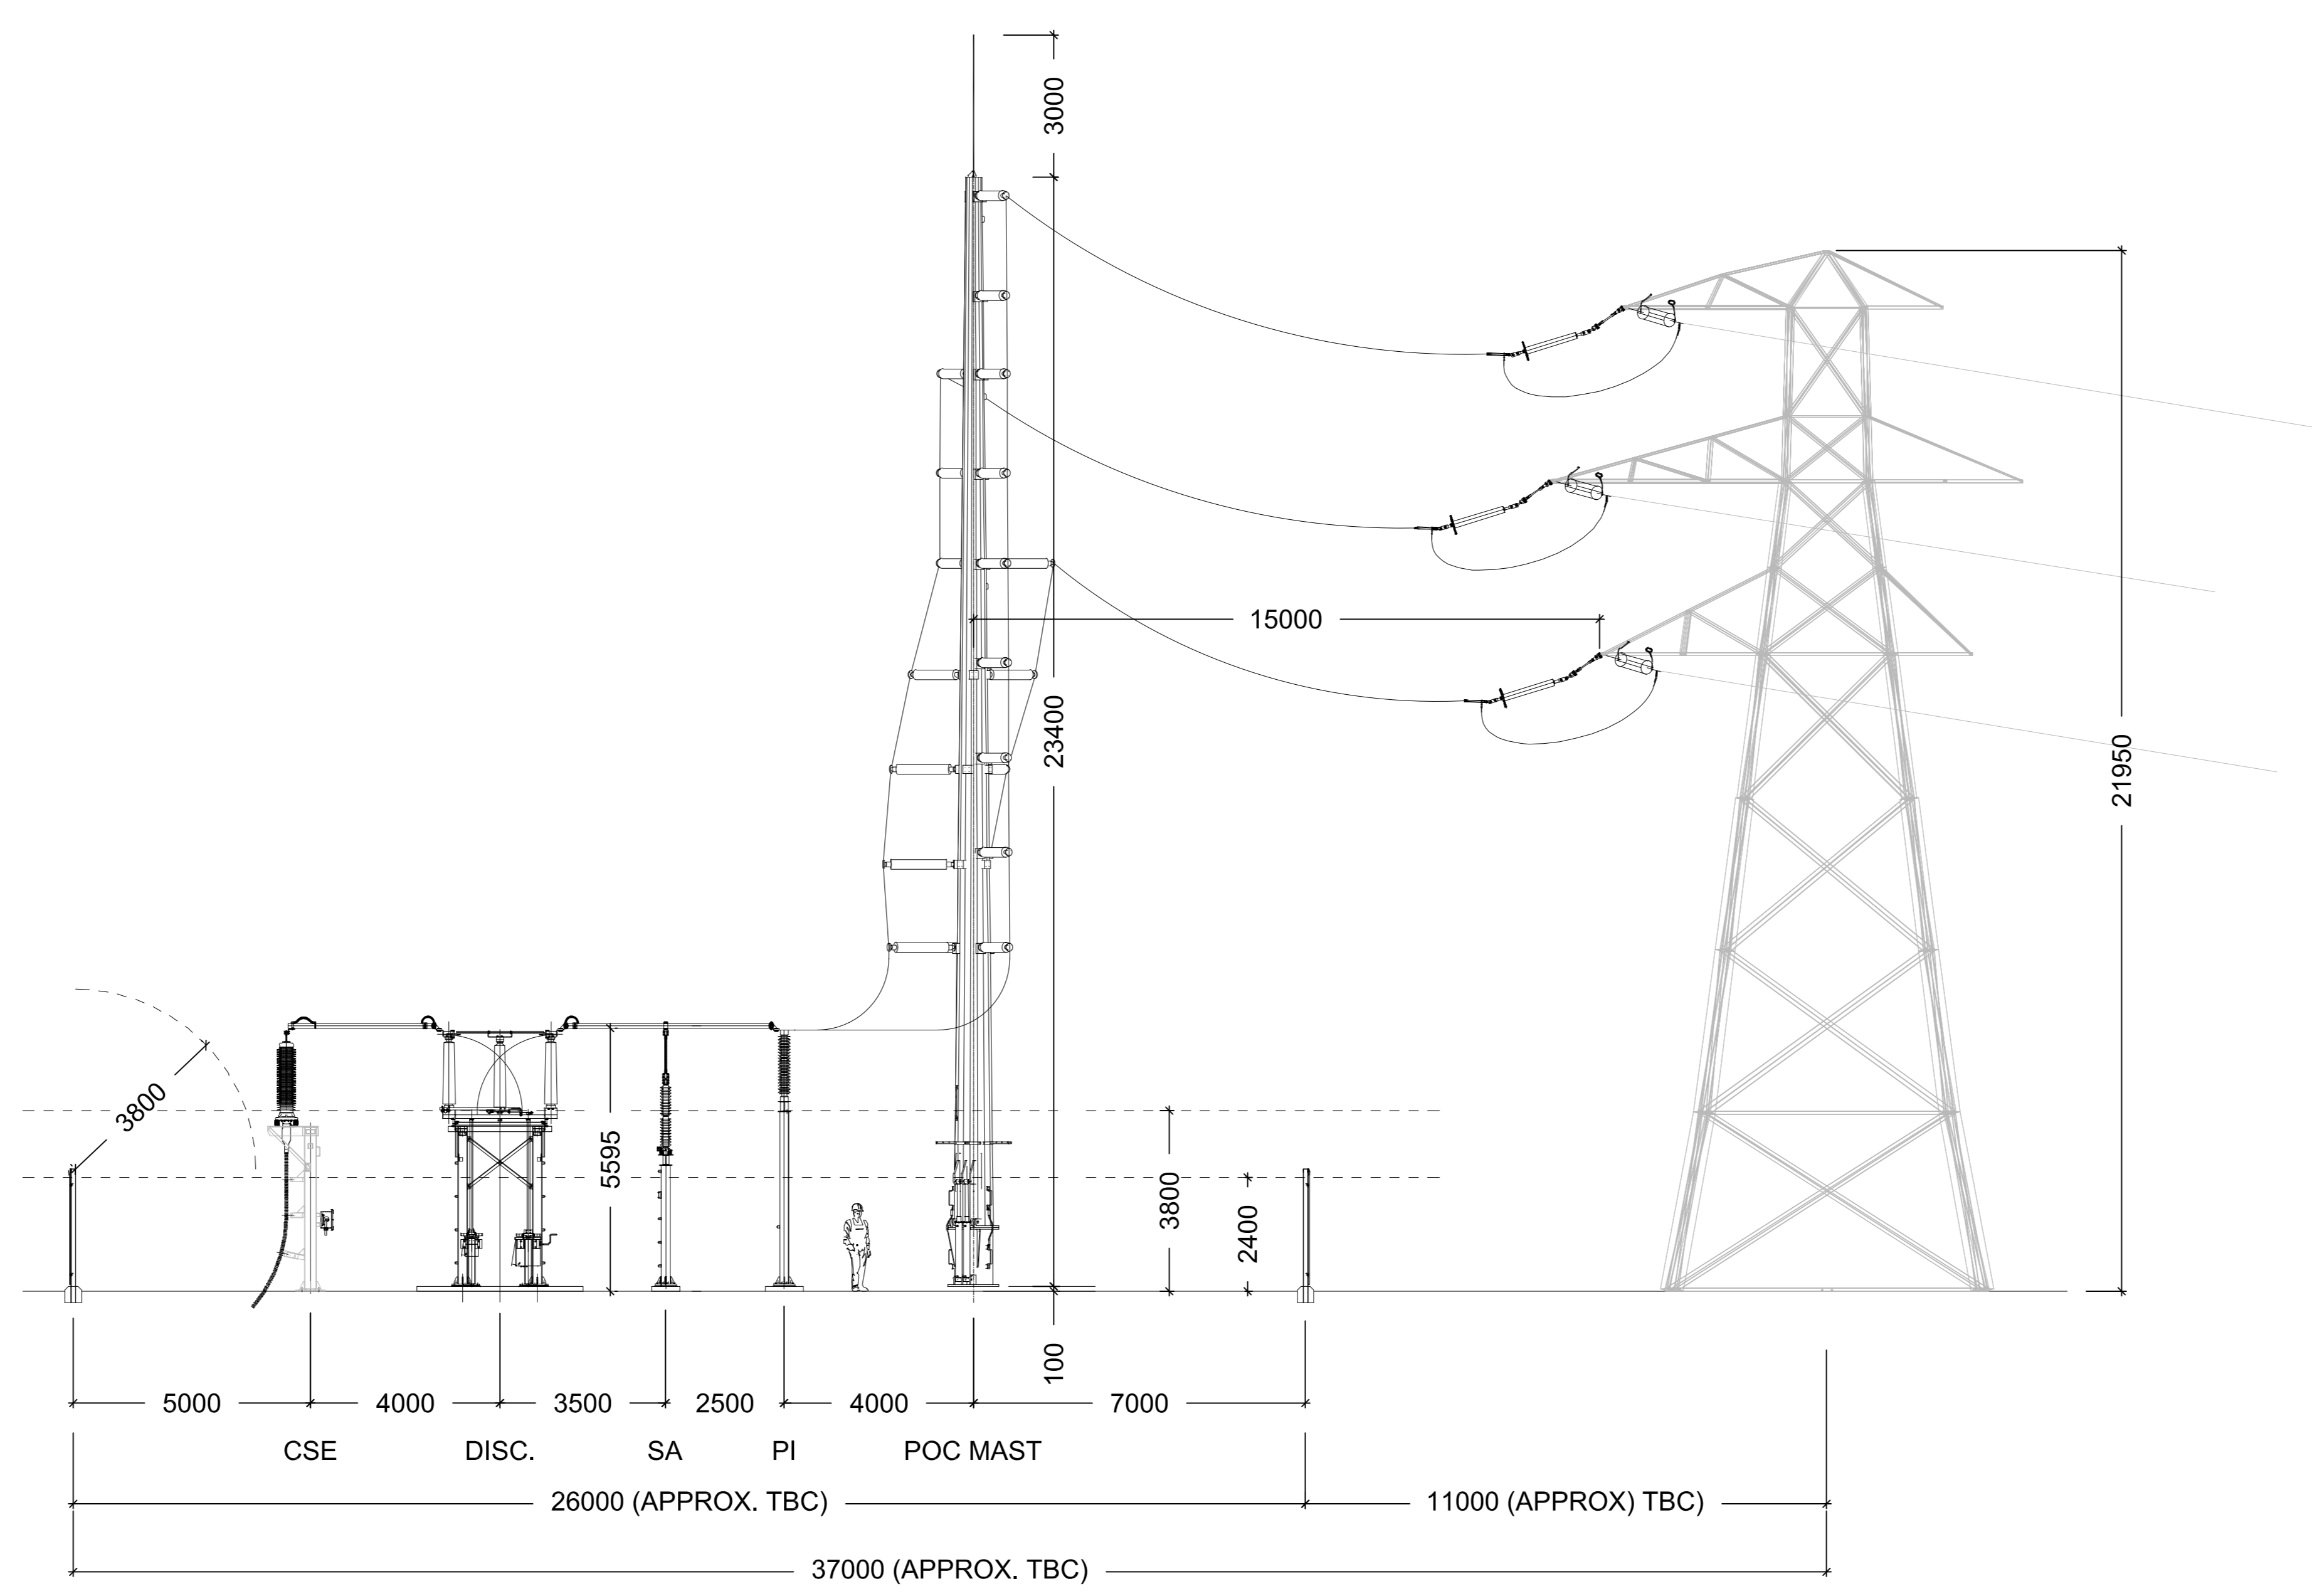 3000
15000
23400
21950
3800
5595
3800
2400
100
5000
4000
3500
2500
4000
7000
CSE
DISC.
SA
PI
POC MAST
26000 (APPROX. TBC)
11000 (APPROX) TBC)
37000 (APPROX. TBC)